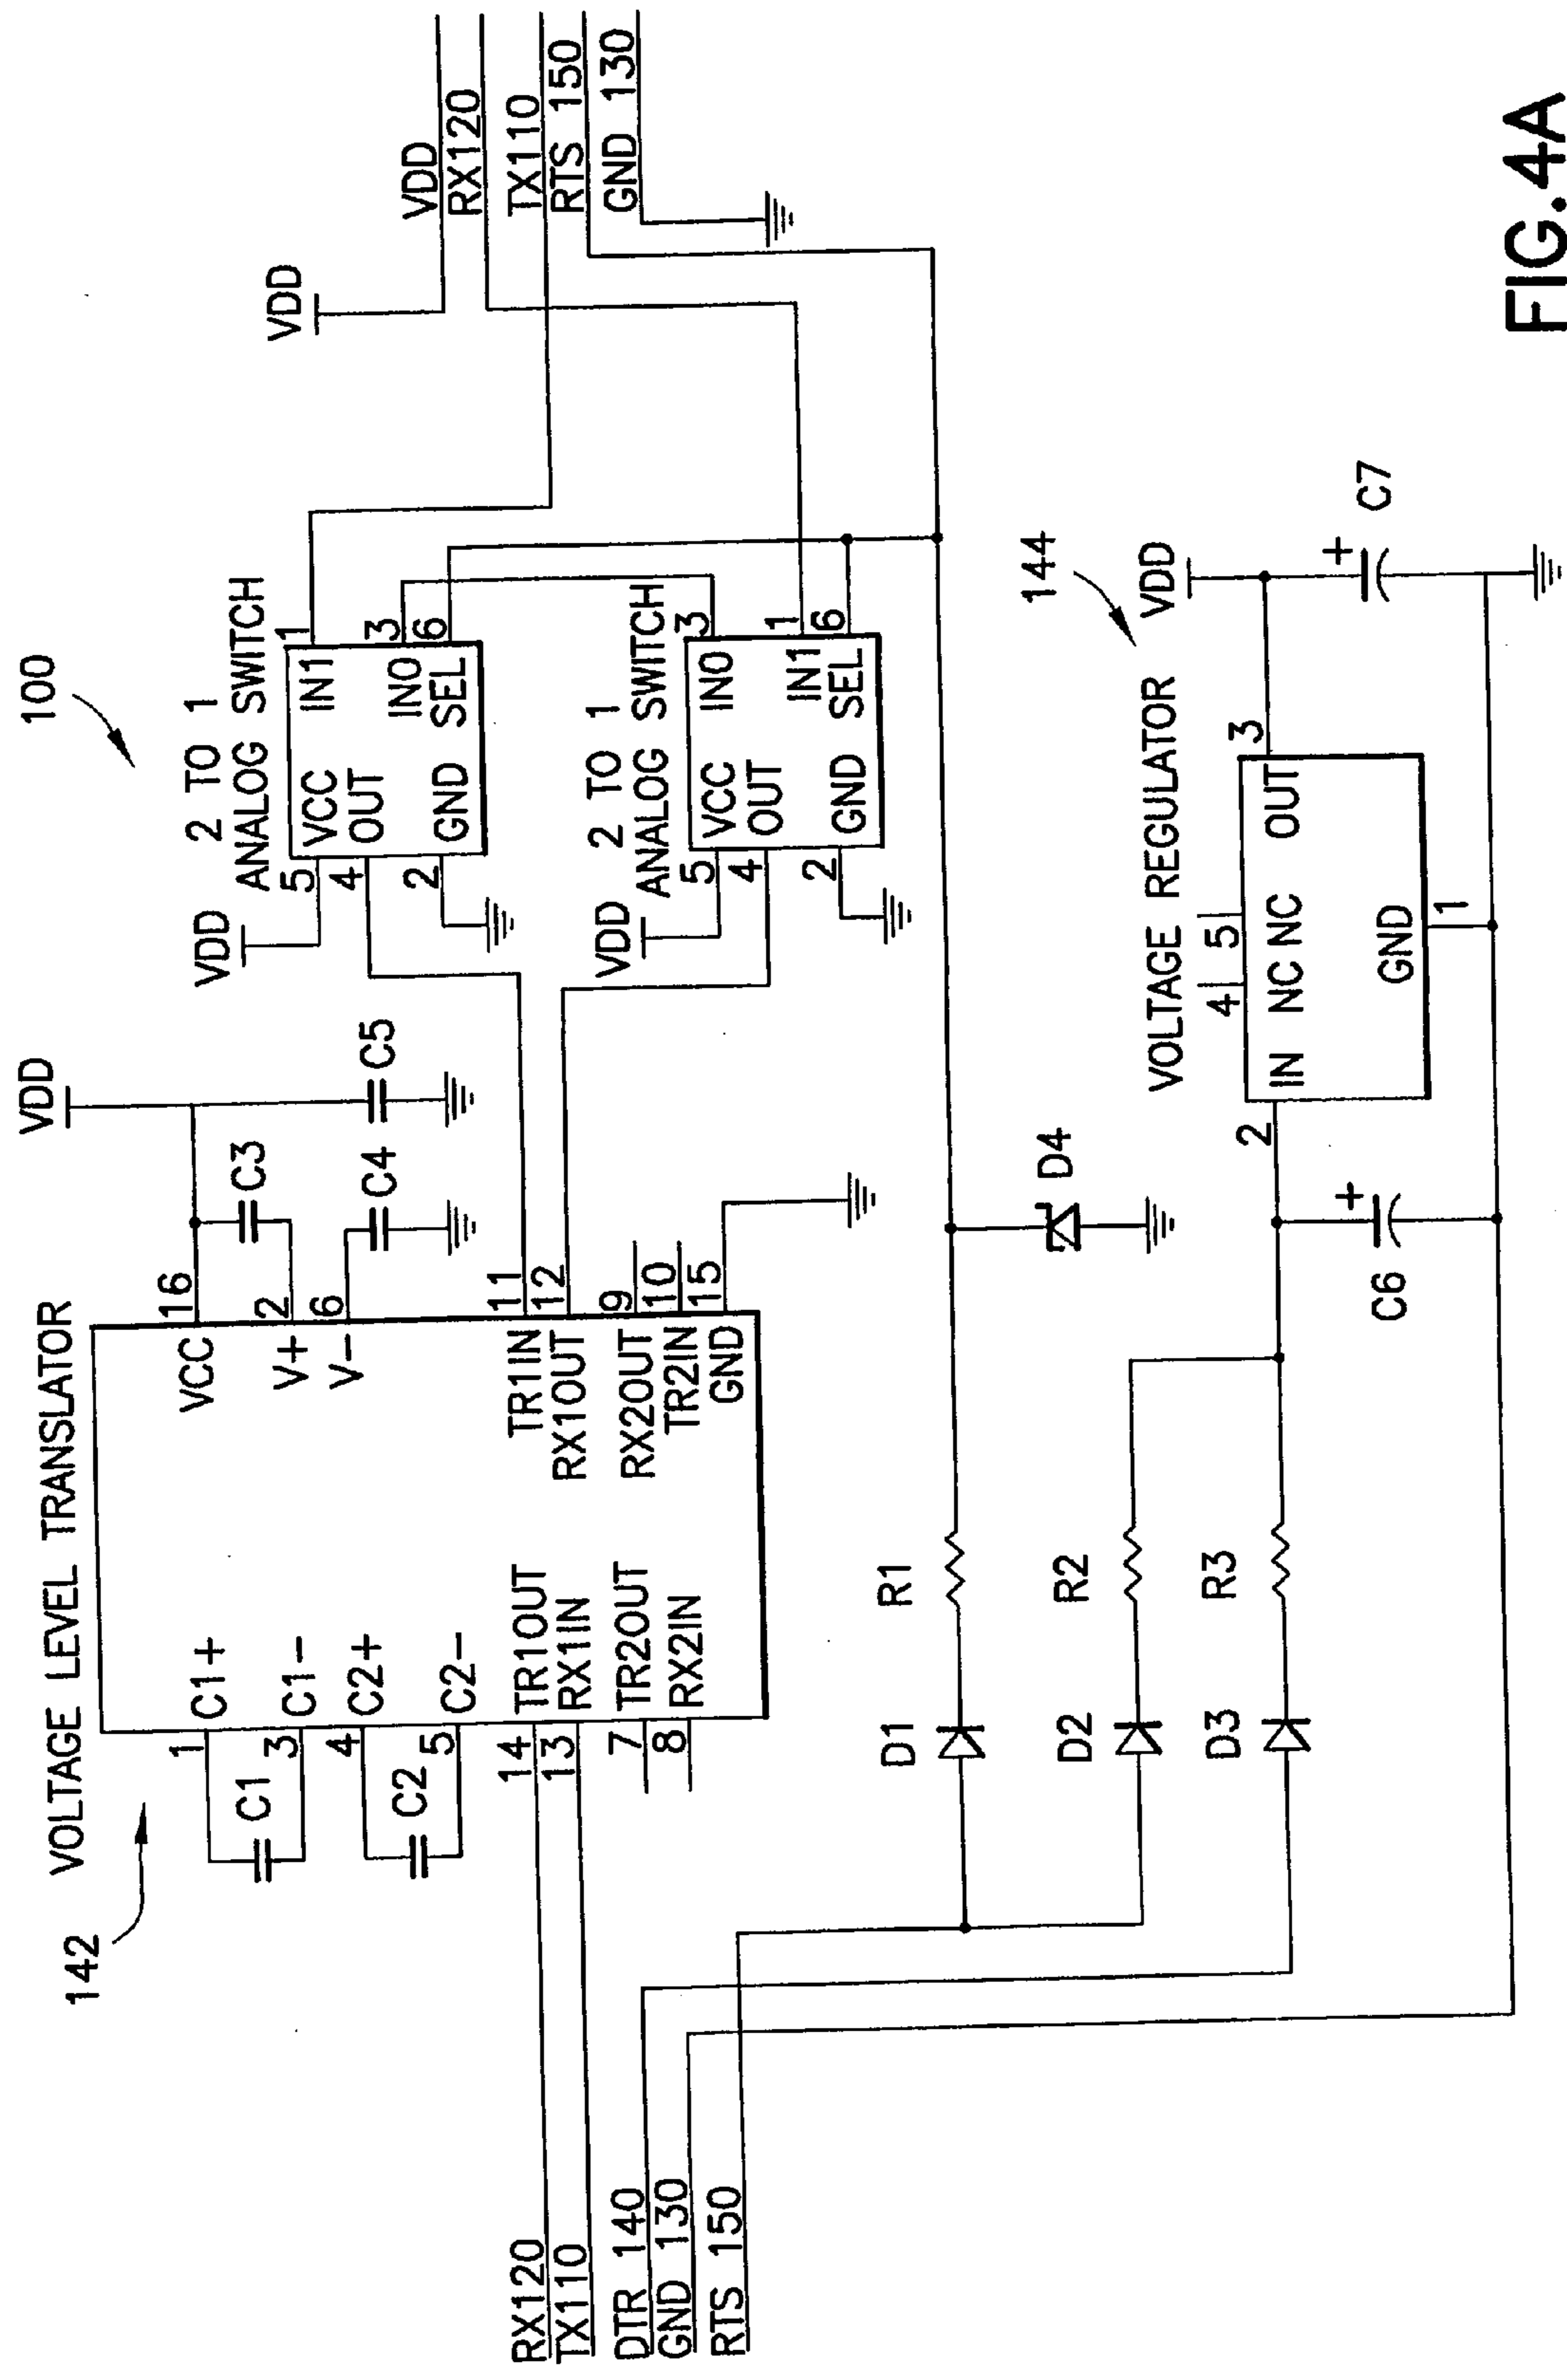 100
142
VOLTAGE LEVEL TRANSLATOR
VDD
C1+
C1-
C2+
C2-
TR1OUT
RX1IN
TR2OUT
RX2IN
1
3
4
5
14
13
7
8
C1
C2
VCC
V+
V-
TR1IN
RX1OUT
RX2OUT
TR2IN
GND
16
2
6
11
12
9
10
15
C3
C4
C5
2 TO 1
ANALOG SWITCH
VDD
5
4
2
VCC
OUT
GND
IN1
IN0
SEL
1
3
6
2 TO 1
ANALOG SWITCH
VDD
5
4
2
VCC
OUT
GND
IN0
IN1
SEL
3
1
6
VDD
VDD
RX120
TX110
RTS 150
GND 130
RX120
TX110
DTR 140
GND 130
RTS 150
D1
R1
D2
R2
D3
R3
D4
144
VOLTAGE REGULATOR
VDD
4
5
2
IN
NC
NC
OUT
GND
3
1
C6
+
C7
+
FIG.4A